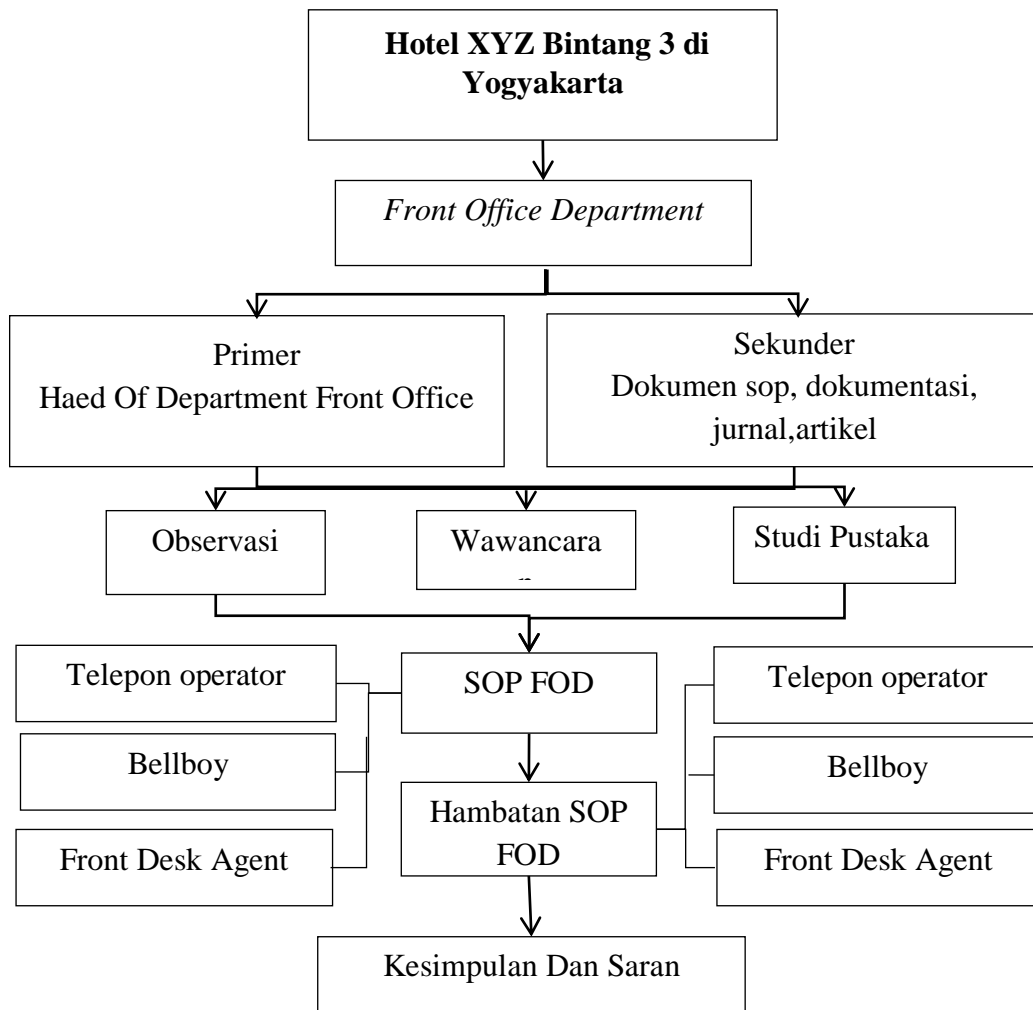 Hotel XYZ Bintang 3 di
Yogyakarta
Front Office Department
Primer
Haed Of Department Front Office
Sekunder
Dokumen sop, dokumentasi,
jurnal,artikel
Observasi
Wawancara
Studi Pustaka
Telepon operator
SOP FOD
Telepon operator
Bellboy
Bellboy
Hambatan SOP
FOD
Front Desk Agent
Front Desk Agent
Kesimpulan Dan Saran